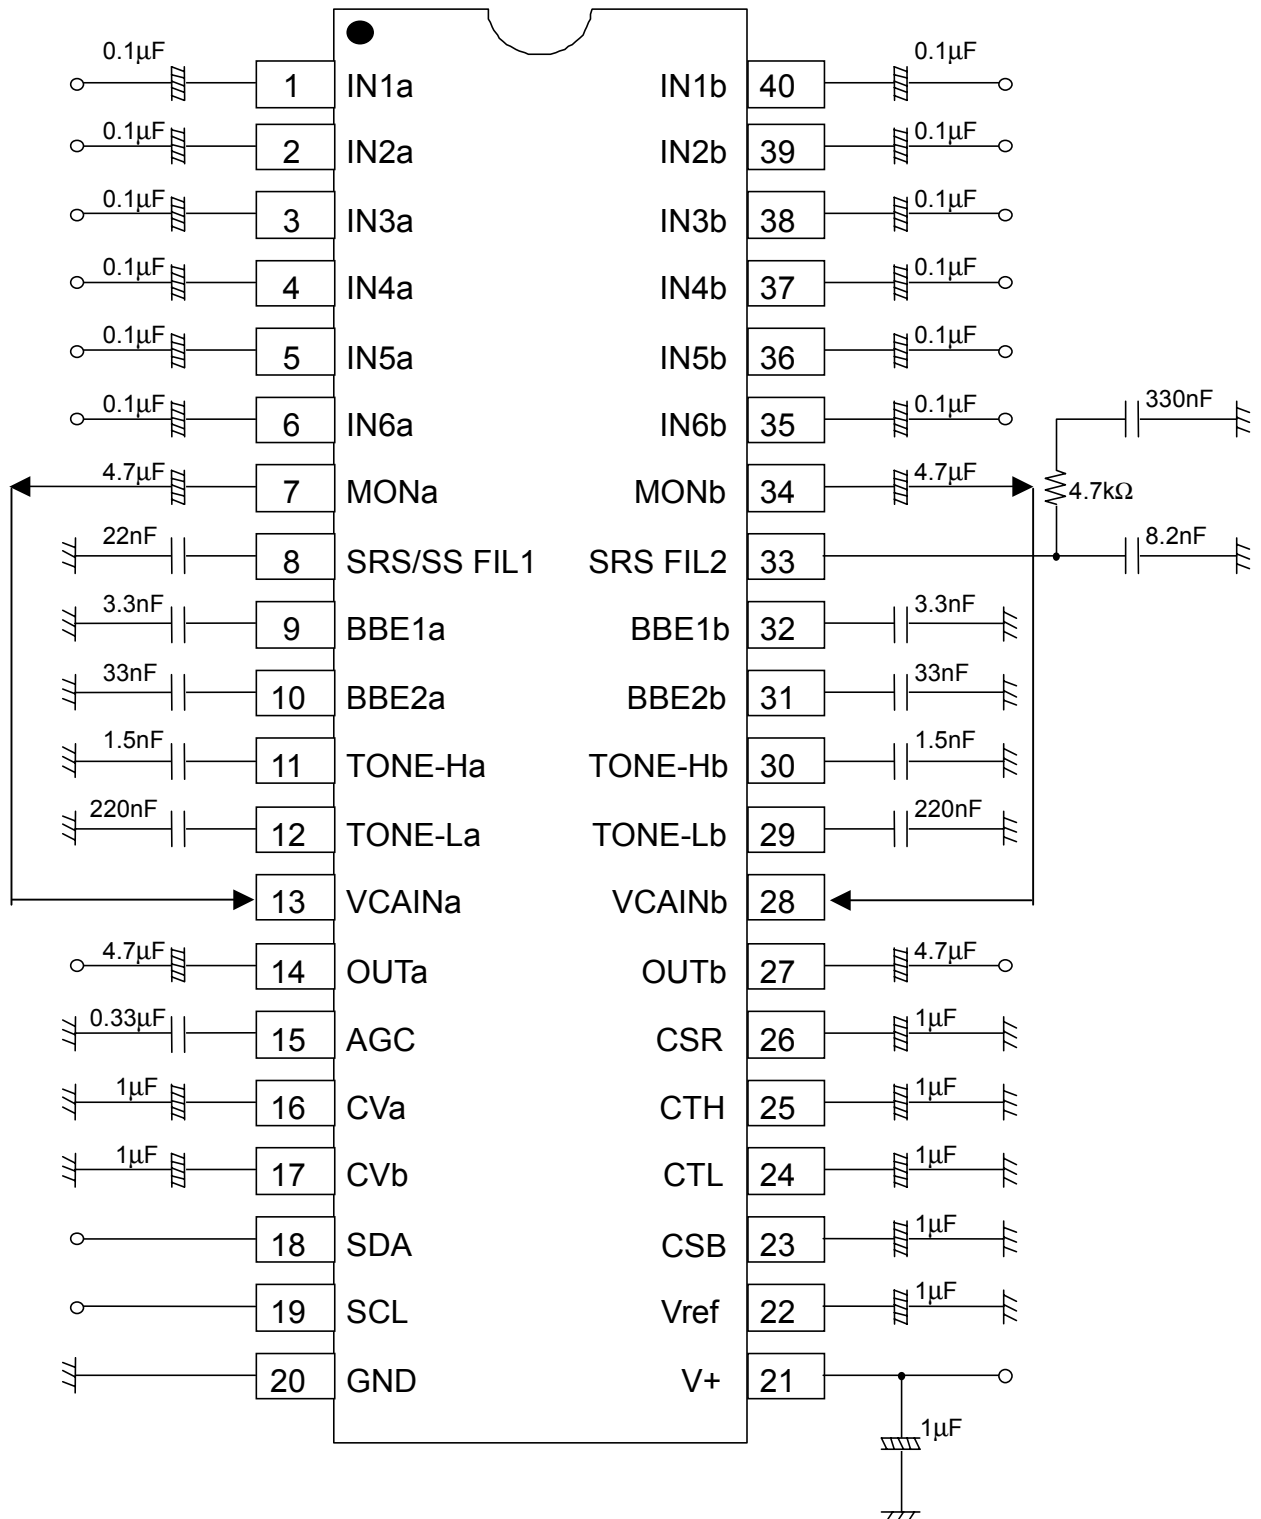 0.1µF 1 IN1a IN1b 40 0.1µF
0.1µF 2 IN2a IN2b 39 0.1µF
0.1µF 3 IN3a IN3b 38 0.1µF
0.1µF 4 IN4a IN4b 37 0.1µF
0.1µF 5 IN5a IN5b 36 0.1µF
0.1µF 6 IN6a IN6b 35 0.1µF 330nF
4.7µF 7 MONa MONb 34 4.7µF 4.7kΩ
22nF 8 SRS/SS FIL1 SRS FIL2 33 8.2nF
3.3nF 9 BBE1a BBE1b 32 3.3nF
33nF 10 BBE2a BBE2b 31 33nF
1.5nF 11 TONE-Ha TONE-Hb 30 1.5nF
220nF 12 TONE-La TONE-Lb 29 220nF
13 VCAINa VCAINb 28
4.7µF 14 OUTa OUTb 27 4.7µF
0.33µF 15 AGC CSR 26 1µF
1µF 16 CVa CTH 25 1µF
1µF 17 CVb CTL 24 1µF
18 SDA CSB 23 1µF
19 SCL Vref 22 1µF
20 GND V+ 21
1µF